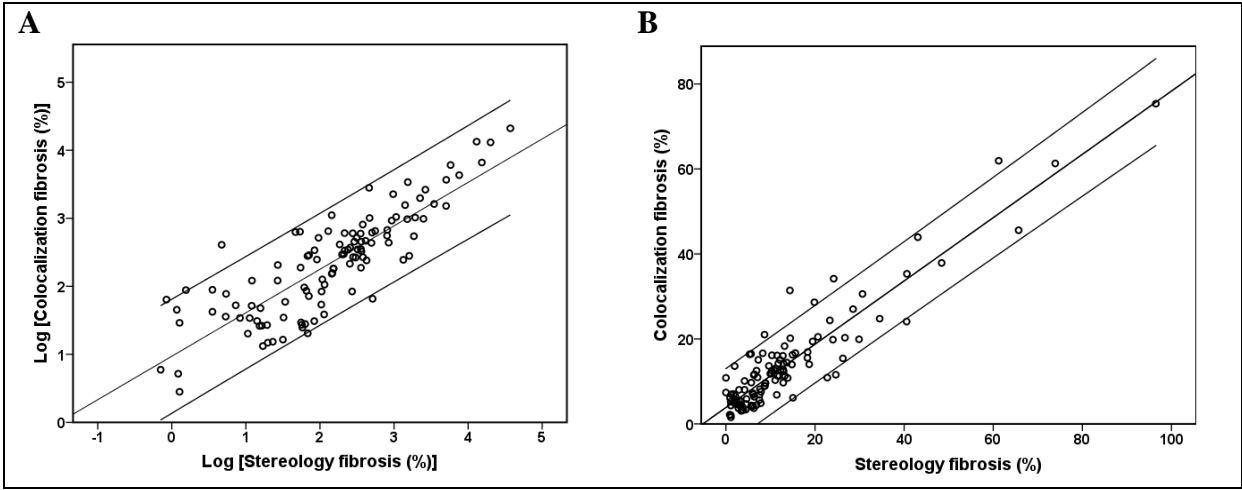 A
B
Log [Colocalization fibrosis (%)]
5
4
3
2
1
0
-1 0 1 2 3 4 5
Log [Stereology fibrosis (%)]
Colocalization fibrosis (%)
80
60
40
20
0
0 20 40 60 80 100
Stereology fibrosis (%)